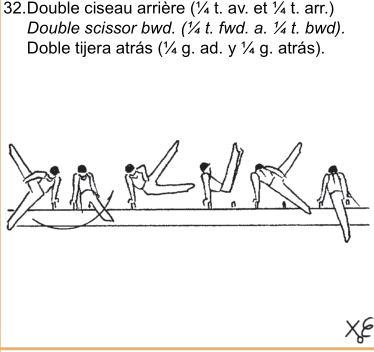 32.Double ciseau arrière (¼ t. av. et ¼ t. arr.)
Double scissor bwd. (¼ t. fwd. a. ¼ t. bwd).
Doble tijera atrás (¼ g. ad. y ¼ g. atrás).